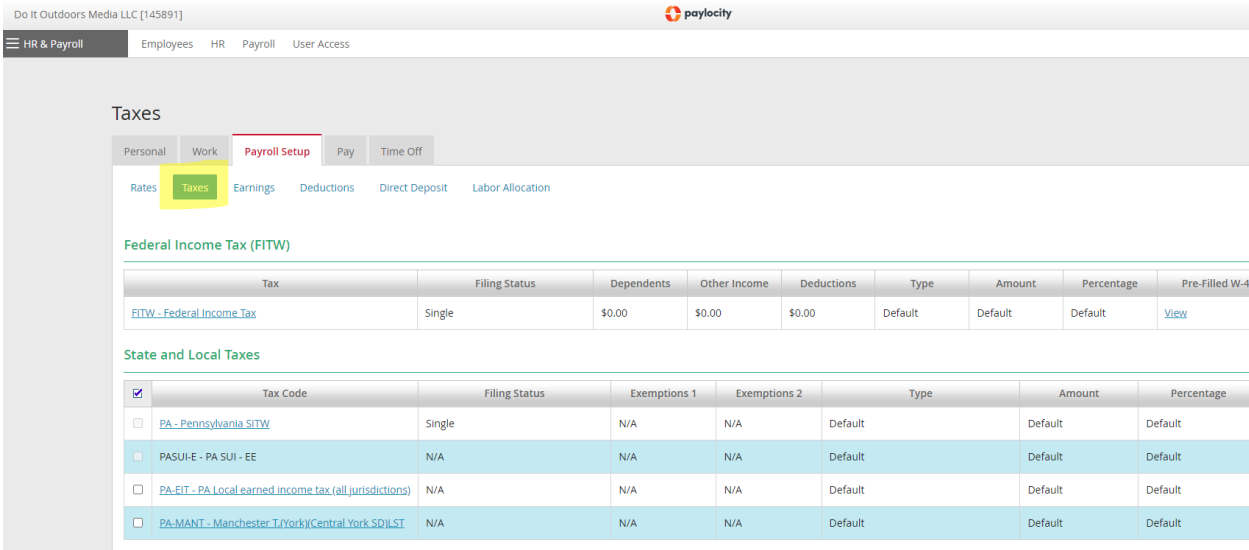 Do It Outdoors Media LLC [145891] paylocity
HR & Payroll Employees HR Payroll User Access
Taxes
Personal Work Payroll Setup Pay Time Off
Rates Taxes Earnings Deductions Direct Deposit Labor Allocation
Federal Income Tax (FITW)
Tax Filing Status Dependents Other Income Deductions Type Amount Percentage Pre-Filled W-4
FITW - Federal Income Tax Single $0.00 $0.00 $0.00 Default Default Default View
State and Local Taxes
Tax Code Filing Status Exemptions 1 Exemptions 2 Type Amount Percentage
PA - Pennsylvania SITW Single N/A N/A Default Default Default
PASUI-E - PA SUI - EE N/A N/A N/A Default Default Default
PA-EIT - PA Local earned income tax (all jurisdictions) N/A N/A N/A Default Default Default
PA-MANT - Manchester T.(York)(Central York SD)LST N/A N/A N/A Default Default Default